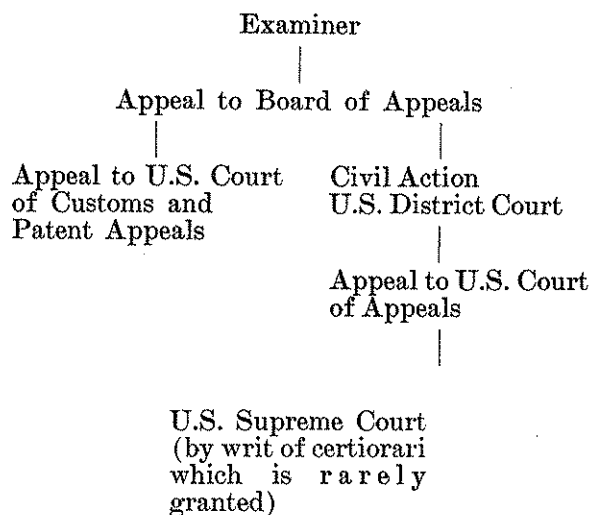 Examiner
Appeal to Board of Appeals
Appeal to U.S. Court
of Customs and
Patent Appeals
Civil Action
U.S. District Court
Appeal to U.S. Court
of Appeals
U.S. Supreme Court
(by writ of certiorari
which is rarely
granted)